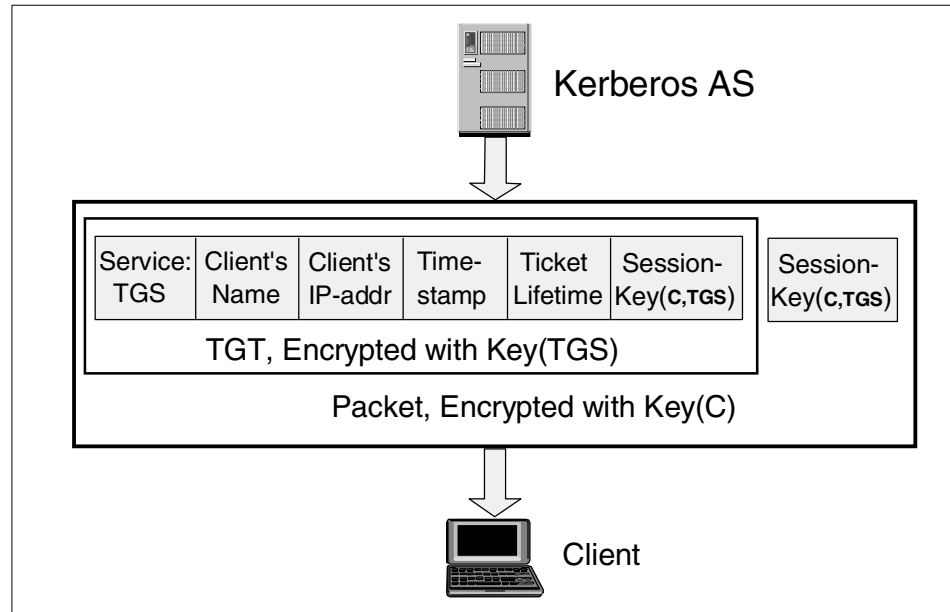 Kerberos AS
Service:
TGS
Client's
Name
Client's
IP-addr
Time-
stamp
Ticket
Lifetime
Session-
Key(C,TGS)
Session-
Key(C,TGS)
TGT, Encrypted with Key(TGS)
Packet, Encrypted with Key(C)
Client